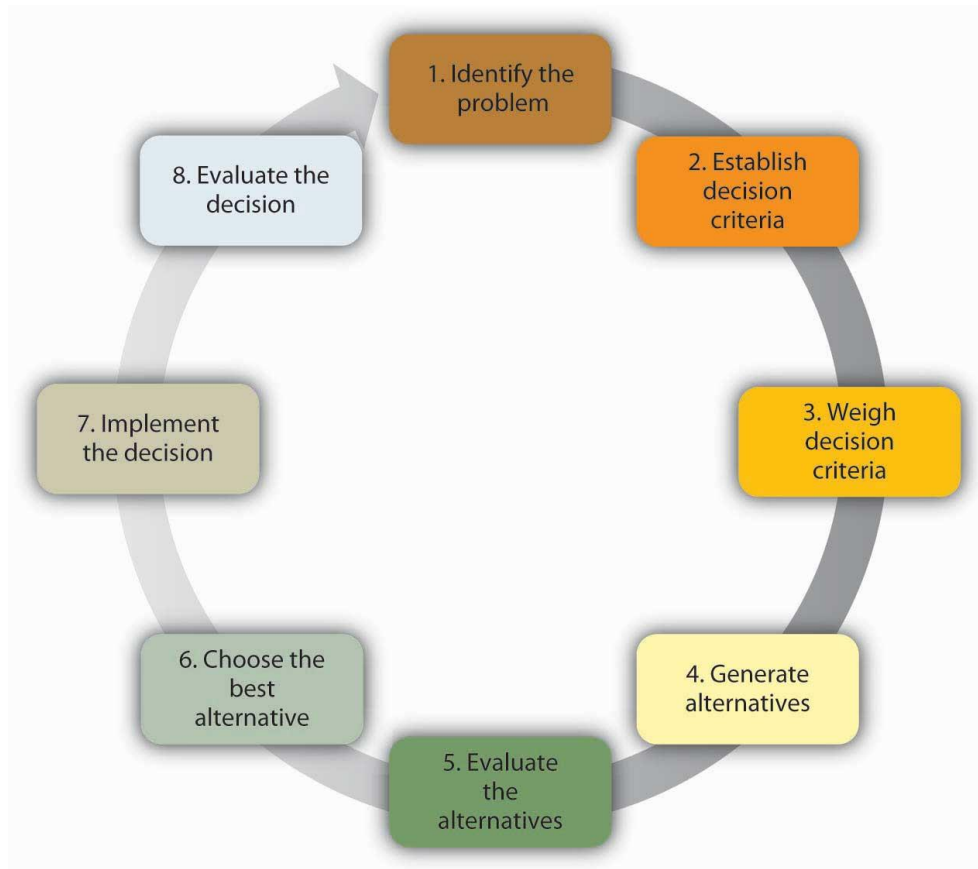 1. Identify the
problem
2. Establish
decision
criteria
3. Weigh
decision
criteria
4. Generate
alternatives
5. Evaluate
the
alternatives
6. Choose the
best
alternative
7. Implement
the decision
8. Evaluate the
decision